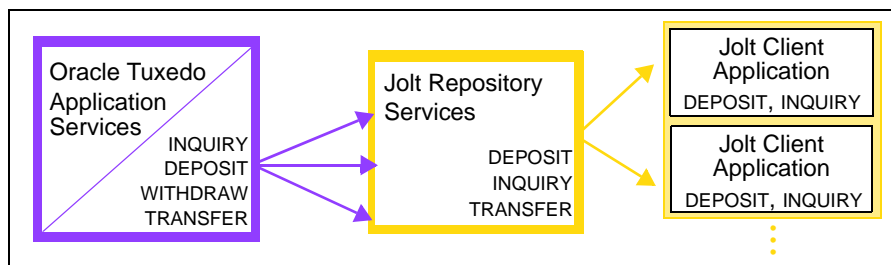 Oracle Tuxedo
Application
Services
INQUIRY
DEPOSIT
WITHDRAW
TRANSFER
Jolt Repository
Services
DEPOSIT
INQUIRY
TRANSFER
Jolt Client
Application
DEPOSIT, INQUIRY
Jolt Client
Application
DEPOSIT, INQUIRY